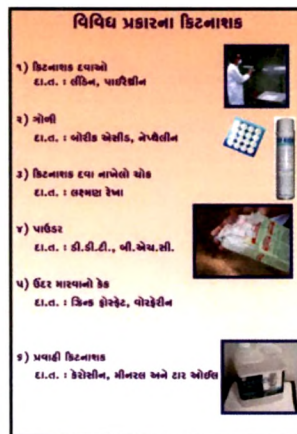 વિવિધ પ્રકારના કિટનાશક
૧) કિટનાશક દવાઓ
દા.ત. : લીંડેન, પાઈરેથ્રીન
૨) ગોળી
દા.ત. : બોરીક એસીડ, નેપ્થેલીન
૩) કિટનાશક દવા નાખેલો ચોક
દા.ત. : લક્ષ્મણ રેખા
૪) પાઉડર
દા.ત. : ડી.ડી.ટી., બી.એચ.સી.
૫) ઉંદર મારવાનો કેક
દા.ત. : ઝિન્ક ફોસ્ફેટ, વોરફેરીન
૬) પ્રવાહી કિટનાશક
દા.ત. : કેરોસીન, મીનરલ અને ટાર ઓઈલ